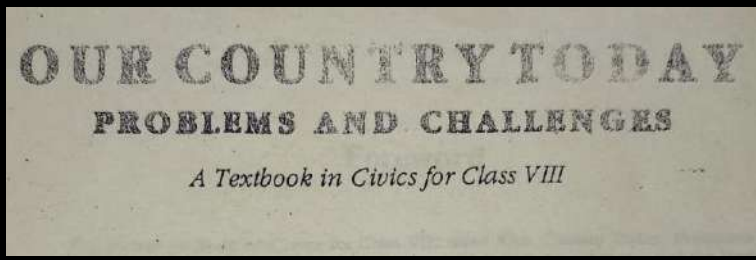 OUR COUNTRY TODAY
PROBLEMS AND CHALLENGES
A Textbook in Civics for Class VIII